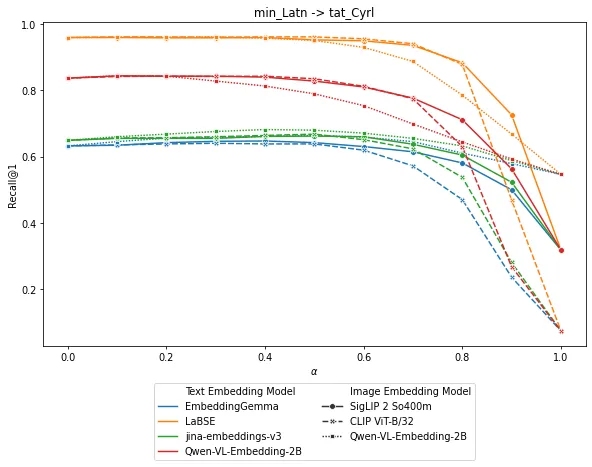 min_Latn -> tat_Cyrl
1.0
0.8
0.6
0.4
0.2
Recall@1
0.0 0.2 0.4 0.6 0.8 1.0
α
Text Embedding Model Image Embedding Model
EmbeddingGemma SigLIP 2 So400m
LaBSE CLIP ViT-B/32
jina-embeddings-v3 Qwen-VL-Embedding-2B
Qwen-VL-Embedding-2B